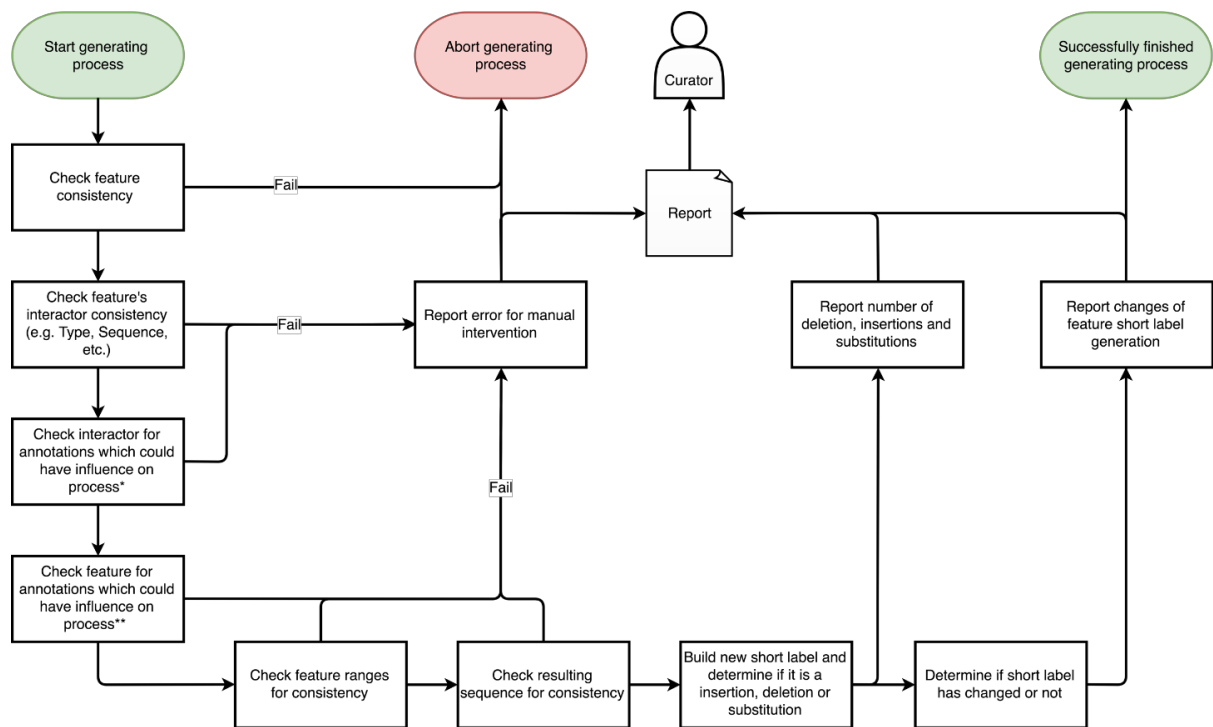 Start generating
process
Abort generating
process
Curator
Successfully finished
generating process
Check feature
consistency
Fail
Report
Check feature's
interactor consistency
(e.g. Type, Sequence,
etc.)
Fail
Report error for manual
intervention
Report number of
deletion, insertions and
substitutions
Report changes of
feature short label
generation
Check interactor for
annotations which could
have influence on
process*
Fail
Check feature for
annotations which could
have influence on
process**
Check feature ranges
for consistency
Check resulting
sequence for consistency
Build new short label and
determine if it is a
insertion, deletion or
substitution
Determine if short label
has changed or not